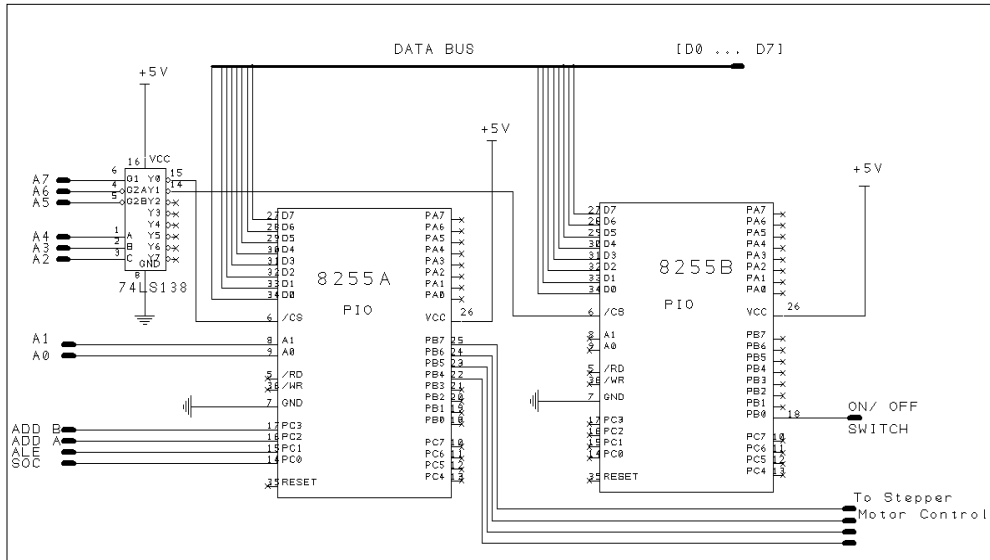 DATA BUS [D0 ... D7]
+5V
+5V
+5V
16 VCC
A7 6 G1 Y0 15
A6 4 G2A Y1 14
A5 5 G2B Y2
Y3
Y4
A4 1 A Y5
A3 2 B Y6
A2 3 C Y7
GND
8
74LS138
27 D7 PA7
28 D6 PA6
29 D5 PA5
30 D4 PA4
31 D3 PA3
32 D2 PA2
33 D1 PA1
34 D0 PA0
8255A
PIO
6 /CS VCC 26
A1 8 A1 PB7 25
A0 9 A0 PB6 24
PB5 23
5 /RD PB4 22
36 /WR PB3 21
PB2 20
7 GND PB1 19
PB0 18
ADD B 17 PC3
ADD A 16 PC2 PC7 10
ALE 15 PC1 PC6 11
SOC 14 PC0 PC5 12
PC4 13
35 RESET
27 D7 PA7
28 D6 PA6
29 D5 PA5
30 D4 PA4
31 D3 PA3
32 D2 PA2
33 D1 PA1
34 D0 PA0
8255B
PIO
6 /CS VCC 26
8 A1 PB7
9 A0 PB6
PB5
5 /RD PB4
36 /WR PB3
PB2
7 GND PB1
PB0 18
ON/ OFF
SWITCH
17 PC3
16 PC2 PC7 10
15 PC1 PC6 11
14 PC0 PC5 12
PC4 13
35 RESET
To Stepper
Motor Control